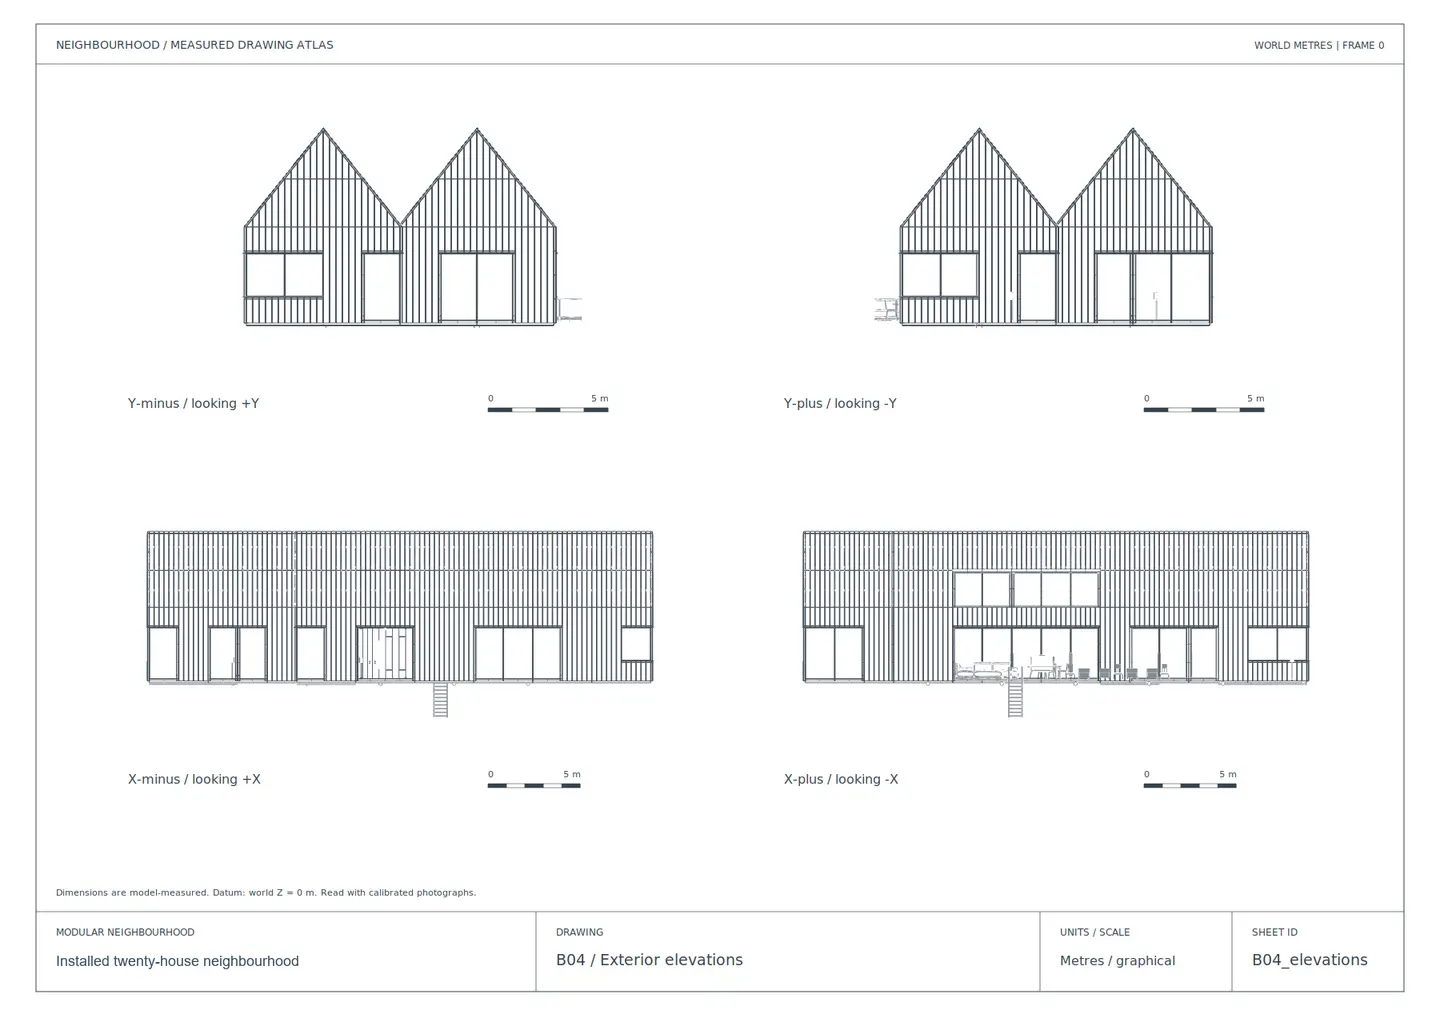 NEIGHBOURHOOD / MEASURED DRAWING ATLAS
WORLD METRES | FRAME 0
Y-minus / looking +Y
0 5 m
Y-plus / looking -Y
0 5 m
X-minus / looking +X
0 5 m
X-plus / looking -X
0 5 m
Dimensions are model-measured. Datum: world Z = 0 m. Read with calibrated photographs.
MODULAR NEIGHBOURHOOD
Installed twenty-house neighbourhood
DRAWING
B04 / Exterior elevations
UNITS / SCALE
Metres / graphical
SHEET ID
B04_elevations